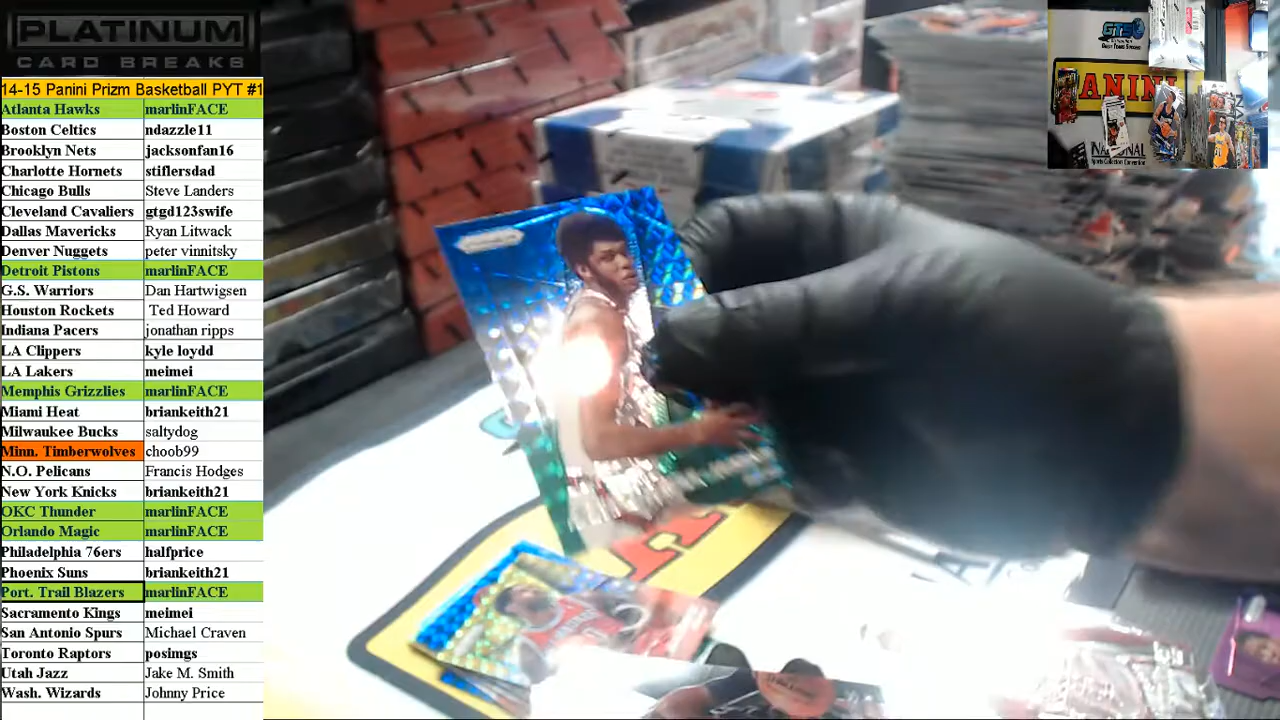 PLATINUM
CARD BREAKS
14-15 Panini Prizm Basketball PYT #1
Atlanta Hawks marlinFACE
Boston Celtics ndazzle11
Brooklyn Nets jacksonfan16
Charlotte Hornets stiflersdad
Chicago Bulls Steve Landers
Cleveland Cavaliers gtgd123swife
Dallas Mavericks Ryan Litwack
Denver Nuggets peter vinnitsky
Detroit Pistons marlinFACE
G.S. Warriors Dan Hartwigsen
Houston Rockets Ted Howard
Indiana Pacers jonathan ripps
LA Clippers kyle loydd
LA Lakers meimei
Memphis Grizzlies marlinFACE
Miami Heat briankeith21
Milwaukee Bucks saltydog
Minn. Timberwolves choob99
N.O. Pelicans Francis Hodges
New York Knicks briankeith21
OKC Thunder marlinFACE
Orlando Magic marlinFACE
Philadelphia 76ers halfprice
Phoenix Suns briankeith21
Port. Trail Blazers marlinFACE
Sacramento Kings meimei
San Antonio Spurs Michael Craven
Toronto Raptors posimgs
Utah Jazz Jake M. Smith
Wash. Wizards Johnny Price
GTS
PANINI